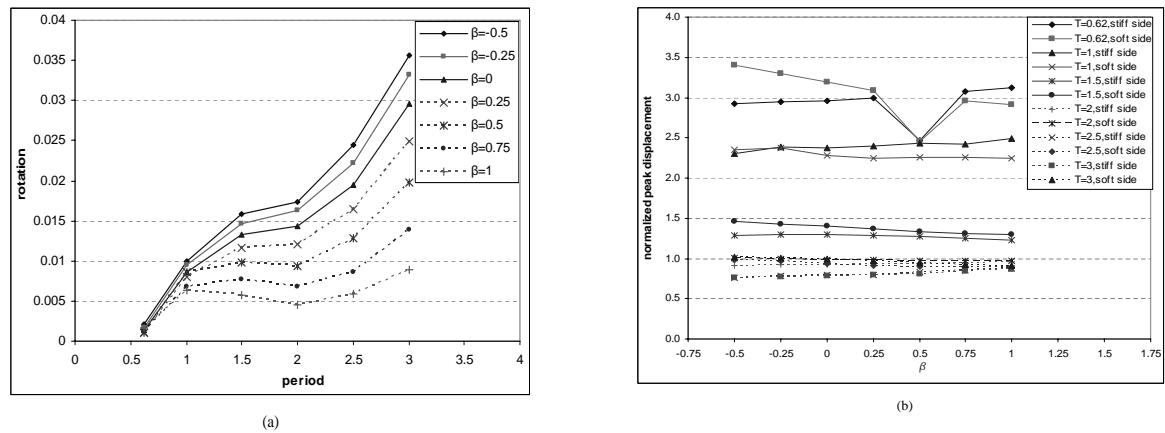 0.04
0.035
0.03
0.025
0.02
0.015
0.01
0.005
0
rotation
0
0.5
1
1.5
2
2.5
3
3.5
4
period
β=-0.5
β=-0.25
β=0
β=0.25
β=0.5
β=0.75
β=1
(a)
4.0
3.5
3.0
2.5
2.0
1.5
1.0
0.5
0.0
normalized peak displacement
-0.75
-0.5
-0.25
0
0.25
0.5
0.75
1
1.25
1.5
1.75
β
T=0.62,stiff side
T=0.62,soft side
T=1,stiff side
T=1,soft side
T=1.5,stiff side
T=1.5,soft side
T=2,stiff side
T=2,soft side
T=2.5,stiff side
T=2.5,soft side
T=3,stiff side
T=3,soft side
(b)